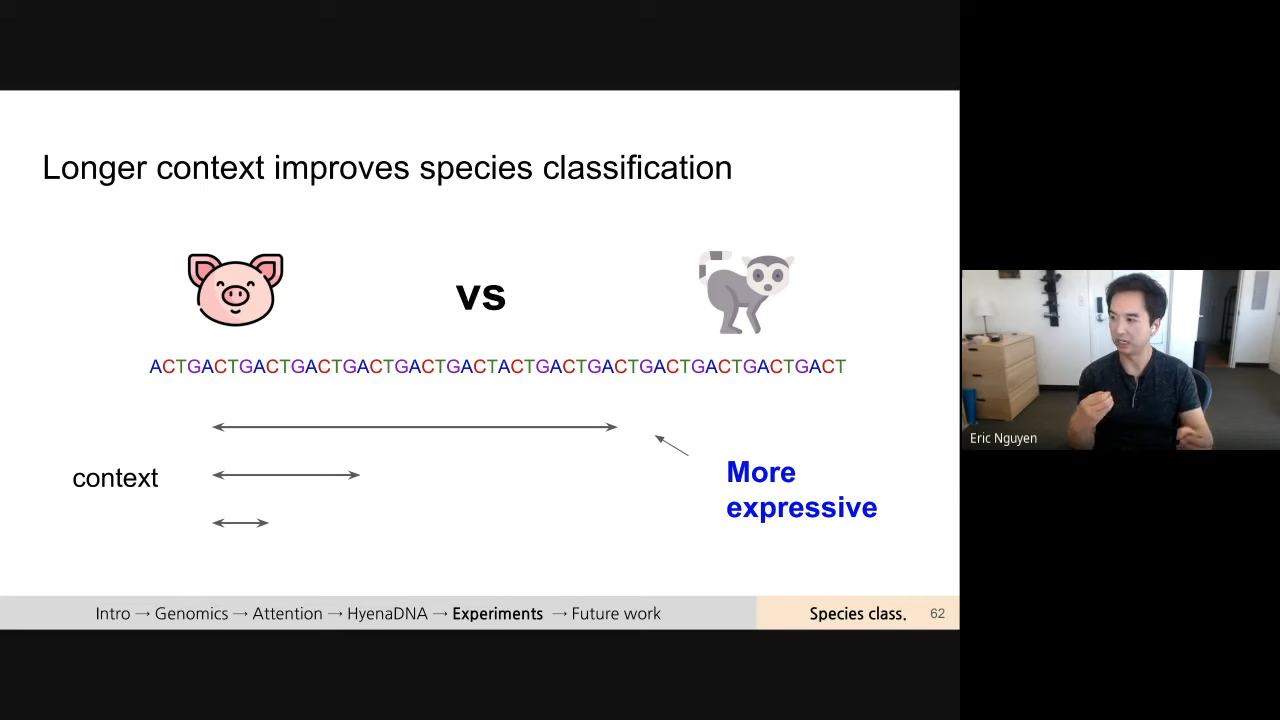 Longer context improves species classification
vs
ACTGACTGACTGACTGACTGACTGACTACTGACTGACTGACTGACTGACTGACT
context
More
expressive
Eric Nguyen
Intro → Genomics → Attention → HyenaDNA → Experiments → Future work
Species class.
62